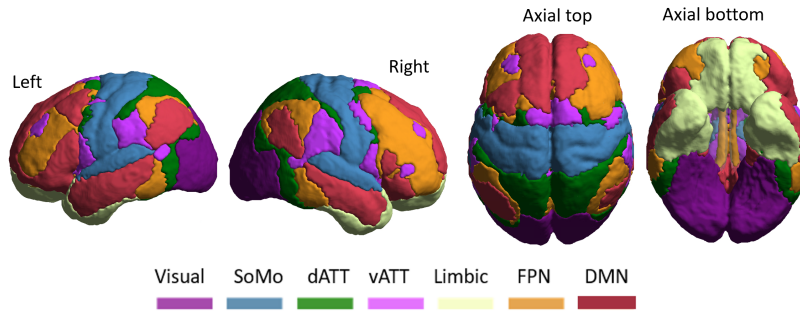 Left
Right
Axial top
Axial bottom
Visual SoMo dATT vATT Limbic FPN DMN